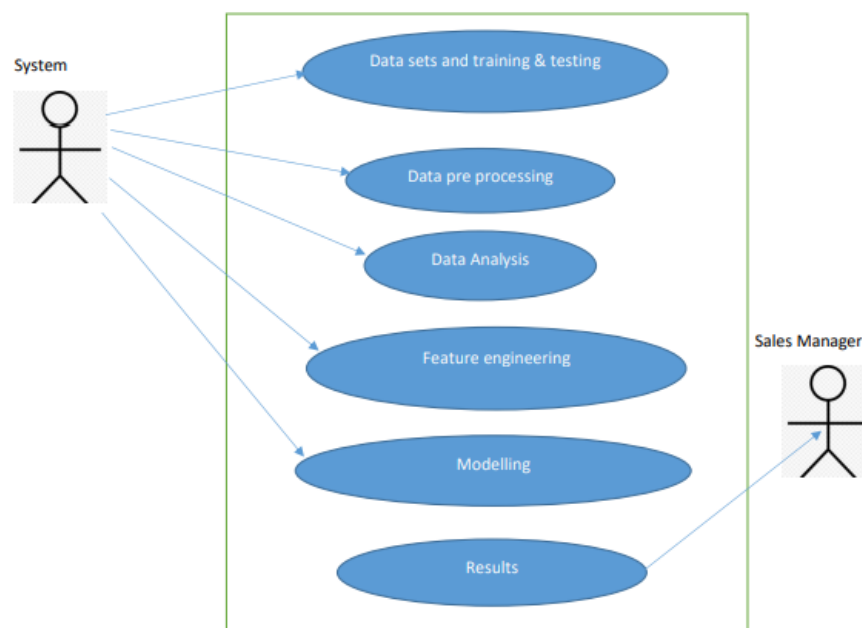 System
Data sets and training & testing
Data pre processing
Data Analysis
Feature engineering
Sales Manager
Modelling
Results